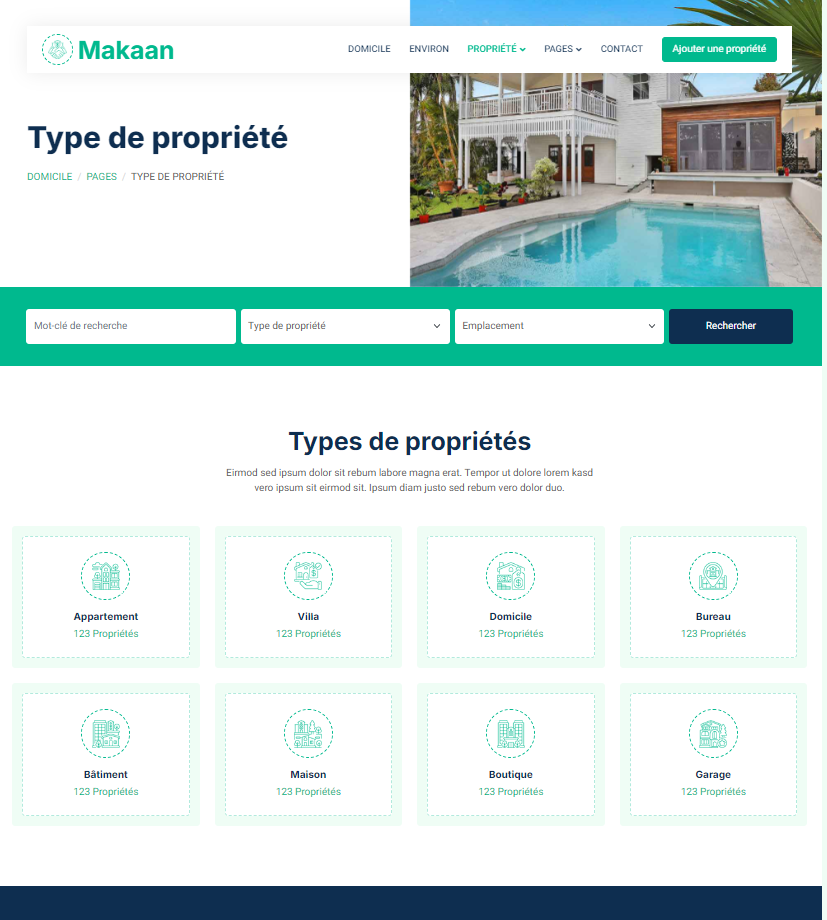 Makaan
DOMICILE
ENVIRON
PROPRIÉTÉ
PAGES
CONTACT
Ajouter une propriété
Type de propriété
DOMICILE / PAGES / TYPE DE PROPRIÉTÉ
Mot-clé de recherche
Type de propriété
Emplacement
Rechercher
Types de propriétés
Eirmod sed ipsum dolor sit rebum labore magna erat. Tempor ut dolore lorem kasd
vero ipsum sit eirmod sit. Ipsum diam justo sed rebum vero dolor duo.
Appartement
123 Propriétés
Villa
123 Propriétés
Domicile
123 Propriétés
Bureau
123 Propriétés
Bâtiment
123 Propriétés
Maison
123 Propriétés
Boutique
123 Propriétés
Garage
123 Propriétés